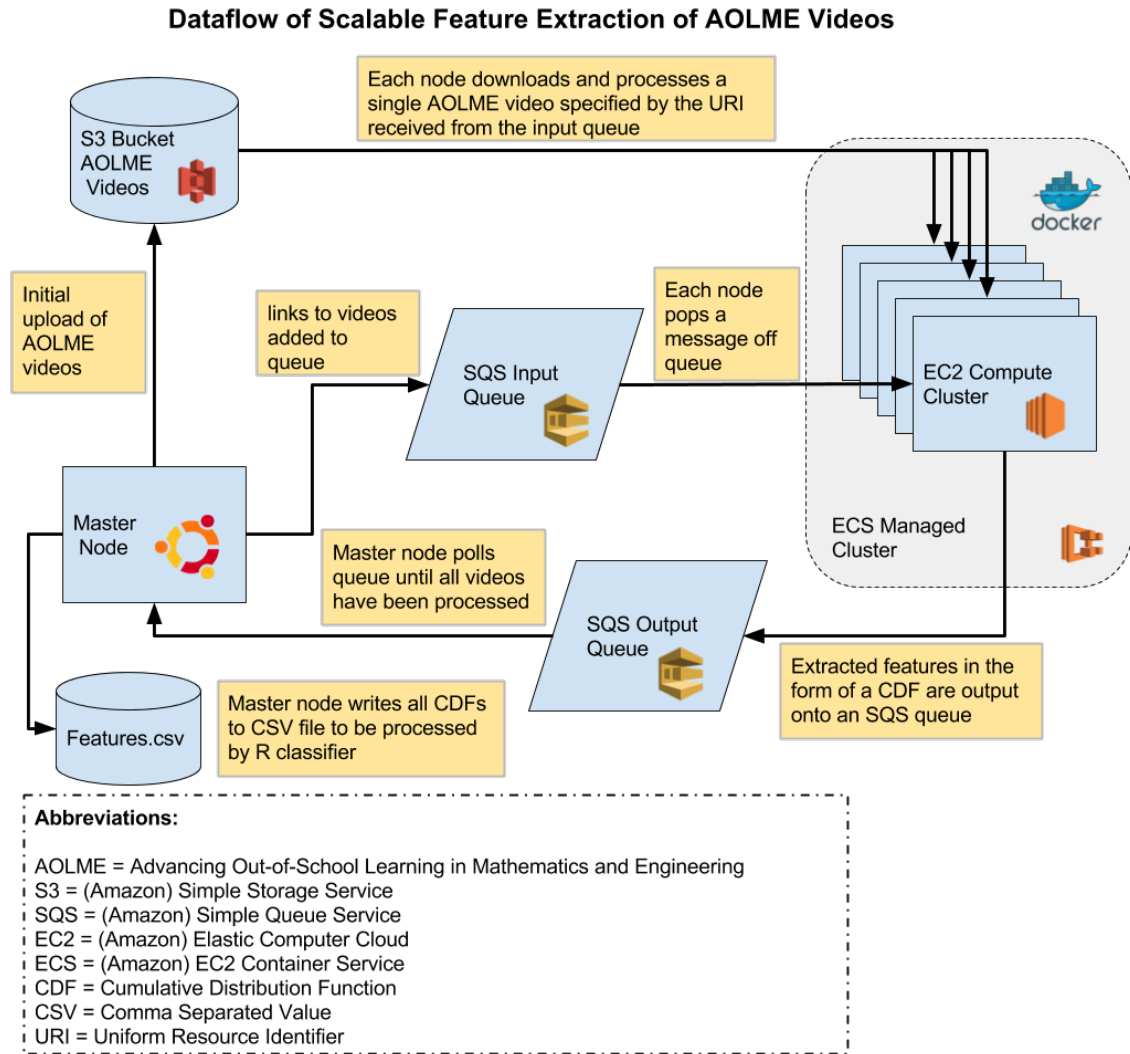 Dataflow of Scalable Feature Extraction of AOLME Videos
Each node downloads and processes a
single AOLME video specified by the URI
received from the input queue
S3 Bucket
AOLME
Videos
docker
Initial
upload of
AOLME
videos
links to videos
added to
queue
SQS Input
Queue
Each node
pops a
message off
queue
EC2 Compute
Cluster
Master
Node
Master node polls
queue until all videos
have been processed
ECS Managed
Cluster
SQS Output
Queue
Extracted features in the
form of a CDF are output
onto an SQS queue
Features.csv
Master node writes all CDFs
to CSV file to be processed
by R classifier
Abbreviations:
AOLME = Advancing Out-of-School Learning in Mathematics and Engineering
S3 = (Amazon) Simple Storage Service
SQS = (Amazon) Simple Queue Service
EC2 = (Amazon) Elastic Computer Cloud
ECS = (Amazon) EC2 Container Service
CDF = Cumulative Distribution Function
CSV = Comma Separated Value
URI = Uniform Resource Identifier